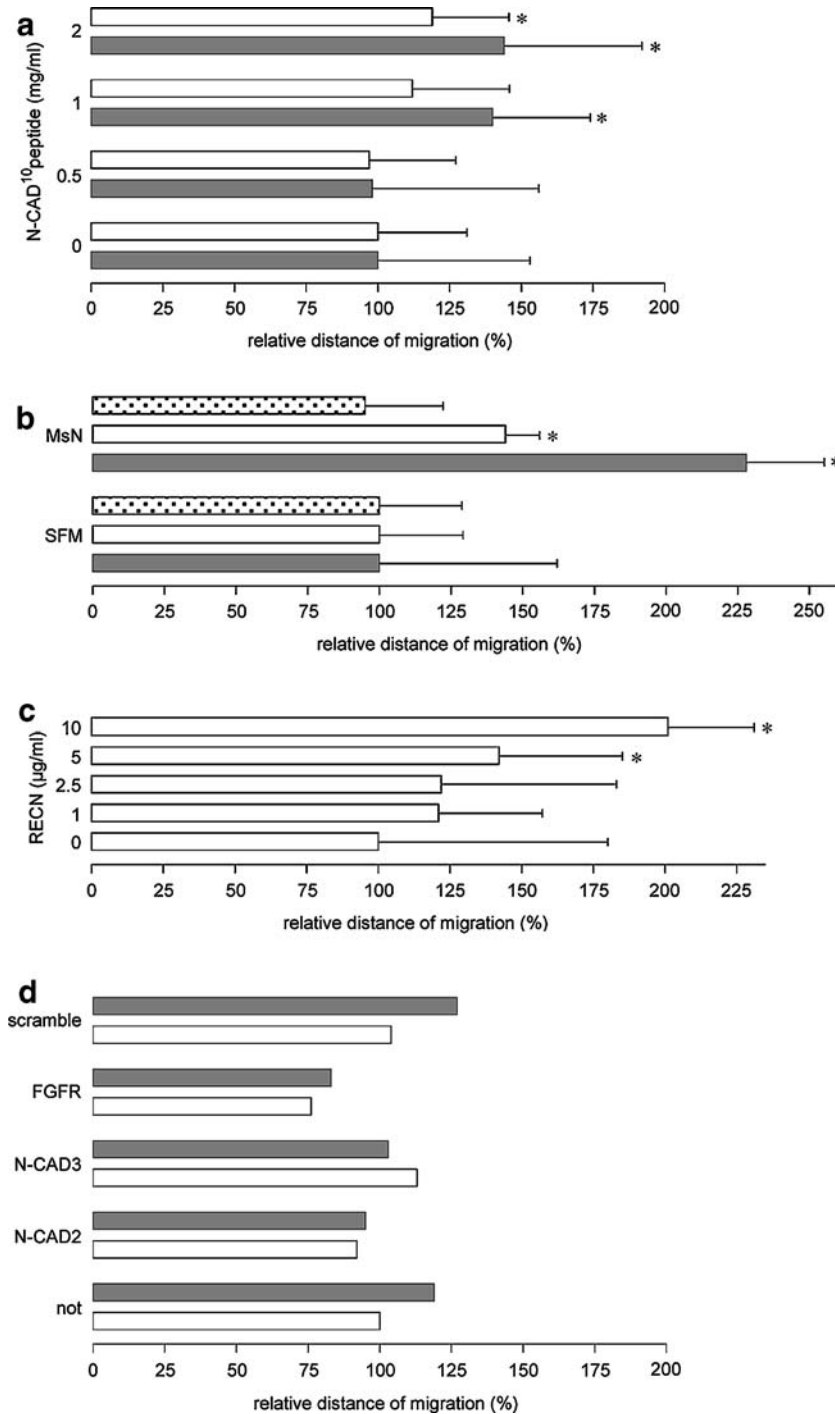 a
N-CAD¹⁰peptide (mg/ml)
2
*
*
1
*
0.5
0
0 25 50 75 100 125 150 175 200
relative distance of migration (%)
b
MsN
*
*
SFM
0 25 50 75 100 125 150 175 200 225 250
relative distance of migration (%)
c
RECN (µg/ml)
10
*
5
*
2.5
1
0
0 25 50 75 100 125 150 175 200 225
relative distance of migration (%)
d
scramble
FGFR
N-CAD3
N-CAD2
not
0 25 50 75 100 125 150 175 200
relative distance of migration (%)